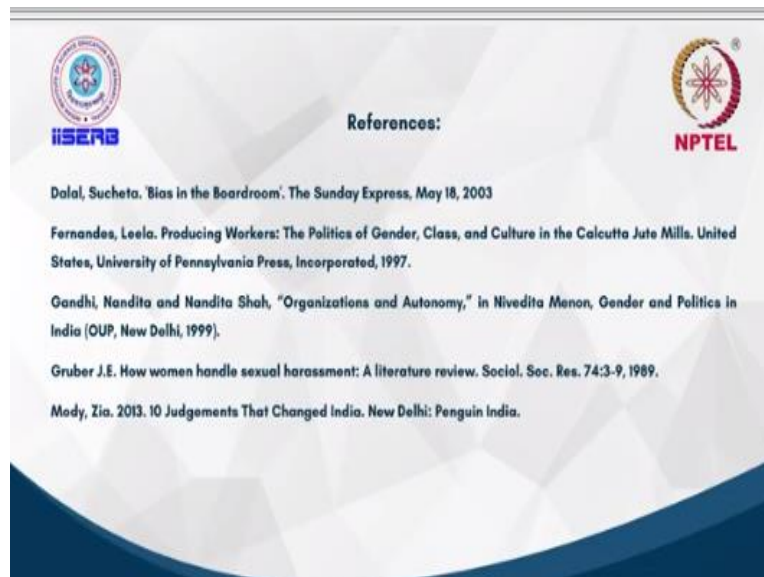 References:
IISERB
®
NPTEL
Dalal, Sucheta. 'Bias in the Boardroom'. The Sunday Express, May 18, 2003
Fernandes, Leela. Producing Workers: The Politics of Gender, Class, and Culture in the Calcutta Jute Mills. United
States, University of Pennsylvania Press, Incorporated, 1997.
Gandhi, Nandita and Nandita Shah, "Organizations and Autonomy," in Nivedita Menon, Gender and Politics in
India (OUP, New Delhi, 1999).
Gruber J.E. How women handle sexual harassment: A literature review. Sociol. Soc. Res. 74:3-9, 1989.
Mody, Zia. 2013. 10 Judgements That Changed India. New Delhi: Penguin India.